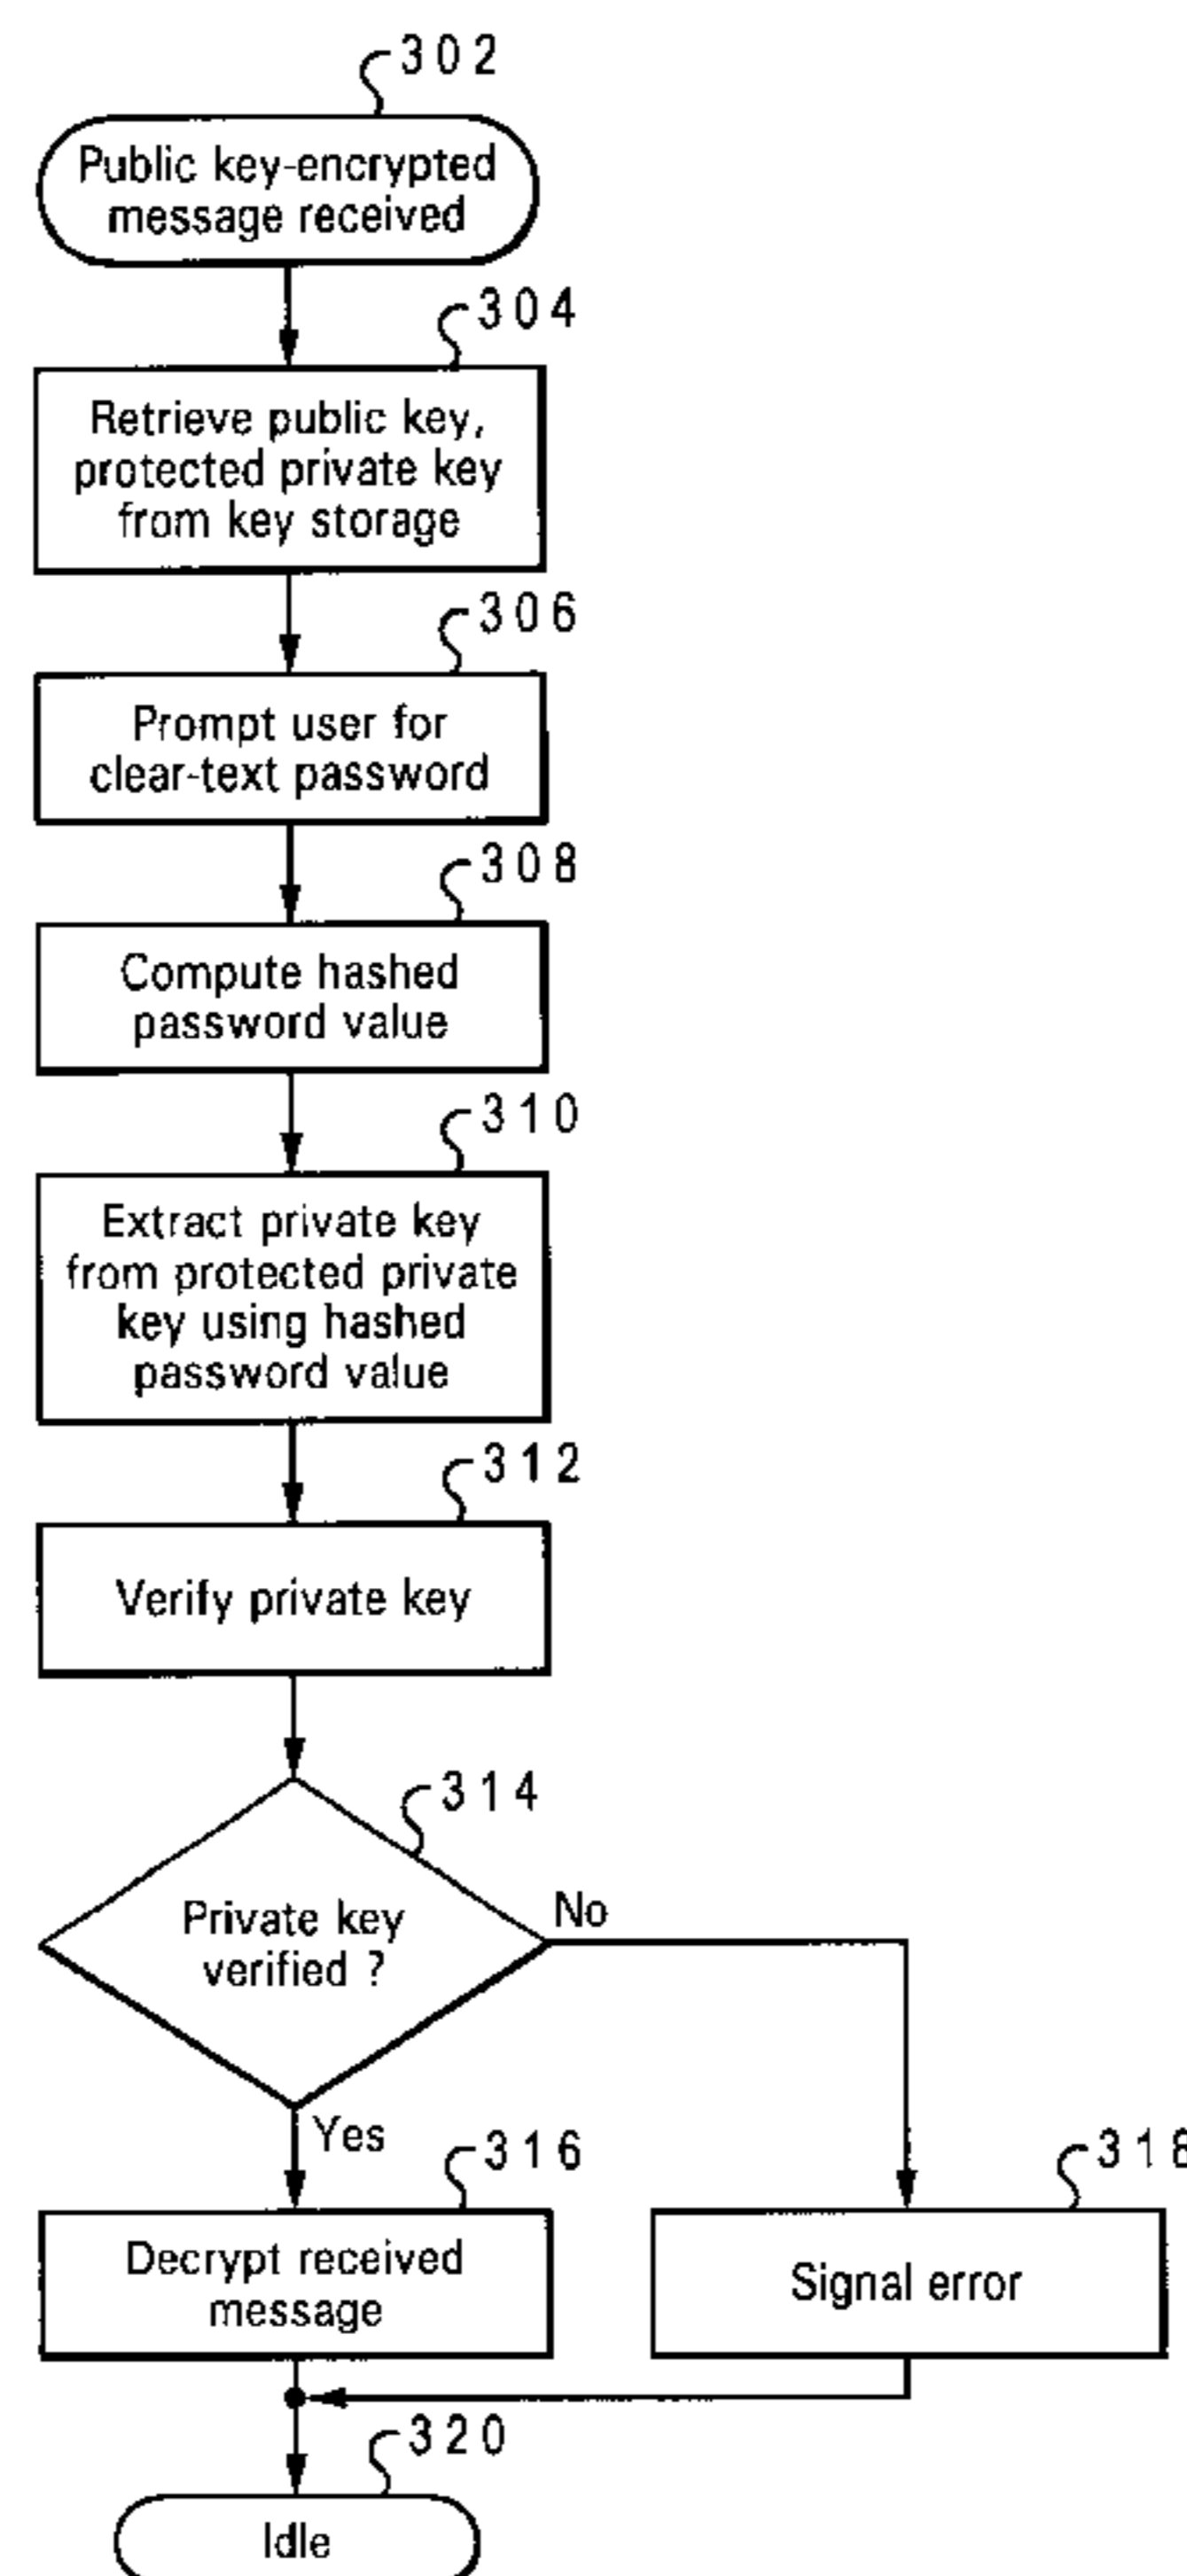 302
Public key-encrypted
message received
304
Retrieve public key,
protected private key
from key storage
306
Prompt user for
clear-text password
308
Compute hashed
password value
310
Extract private key
from protected private
key using hashed
password value
312
Verify private key
314
Private key
verified ?
No
Yes
316
Decrypt received
message
318
Signal error
320
Idle